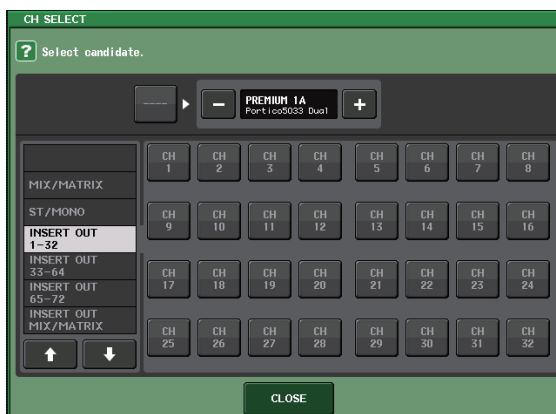 CH SELECT
? Select candidate.
----
PREMIUM 1A
Portico5033 Dual
MIX/MATRIX
ST/MONO
INSERT OUT
1-32
INSERT OUT
33-64
INSERT OUT
65-72
INSERT OUT
MIX/MATRIX
CH 1
CH 2
CH 3
CH 4
CH 5
CH 6
CH 7
CH 8
CH 9
CH 10
CH 11
CH 12
CH 13
CH 14
CH 15
CH 16
CH 17
CH 18
CH 19
CH 20
CH 21
CH 22
CH 23
CH 24
CH 25
CH 26
CH 27
CH 28
CH 29
CH 30
CH 31
CH 32
CLOSE